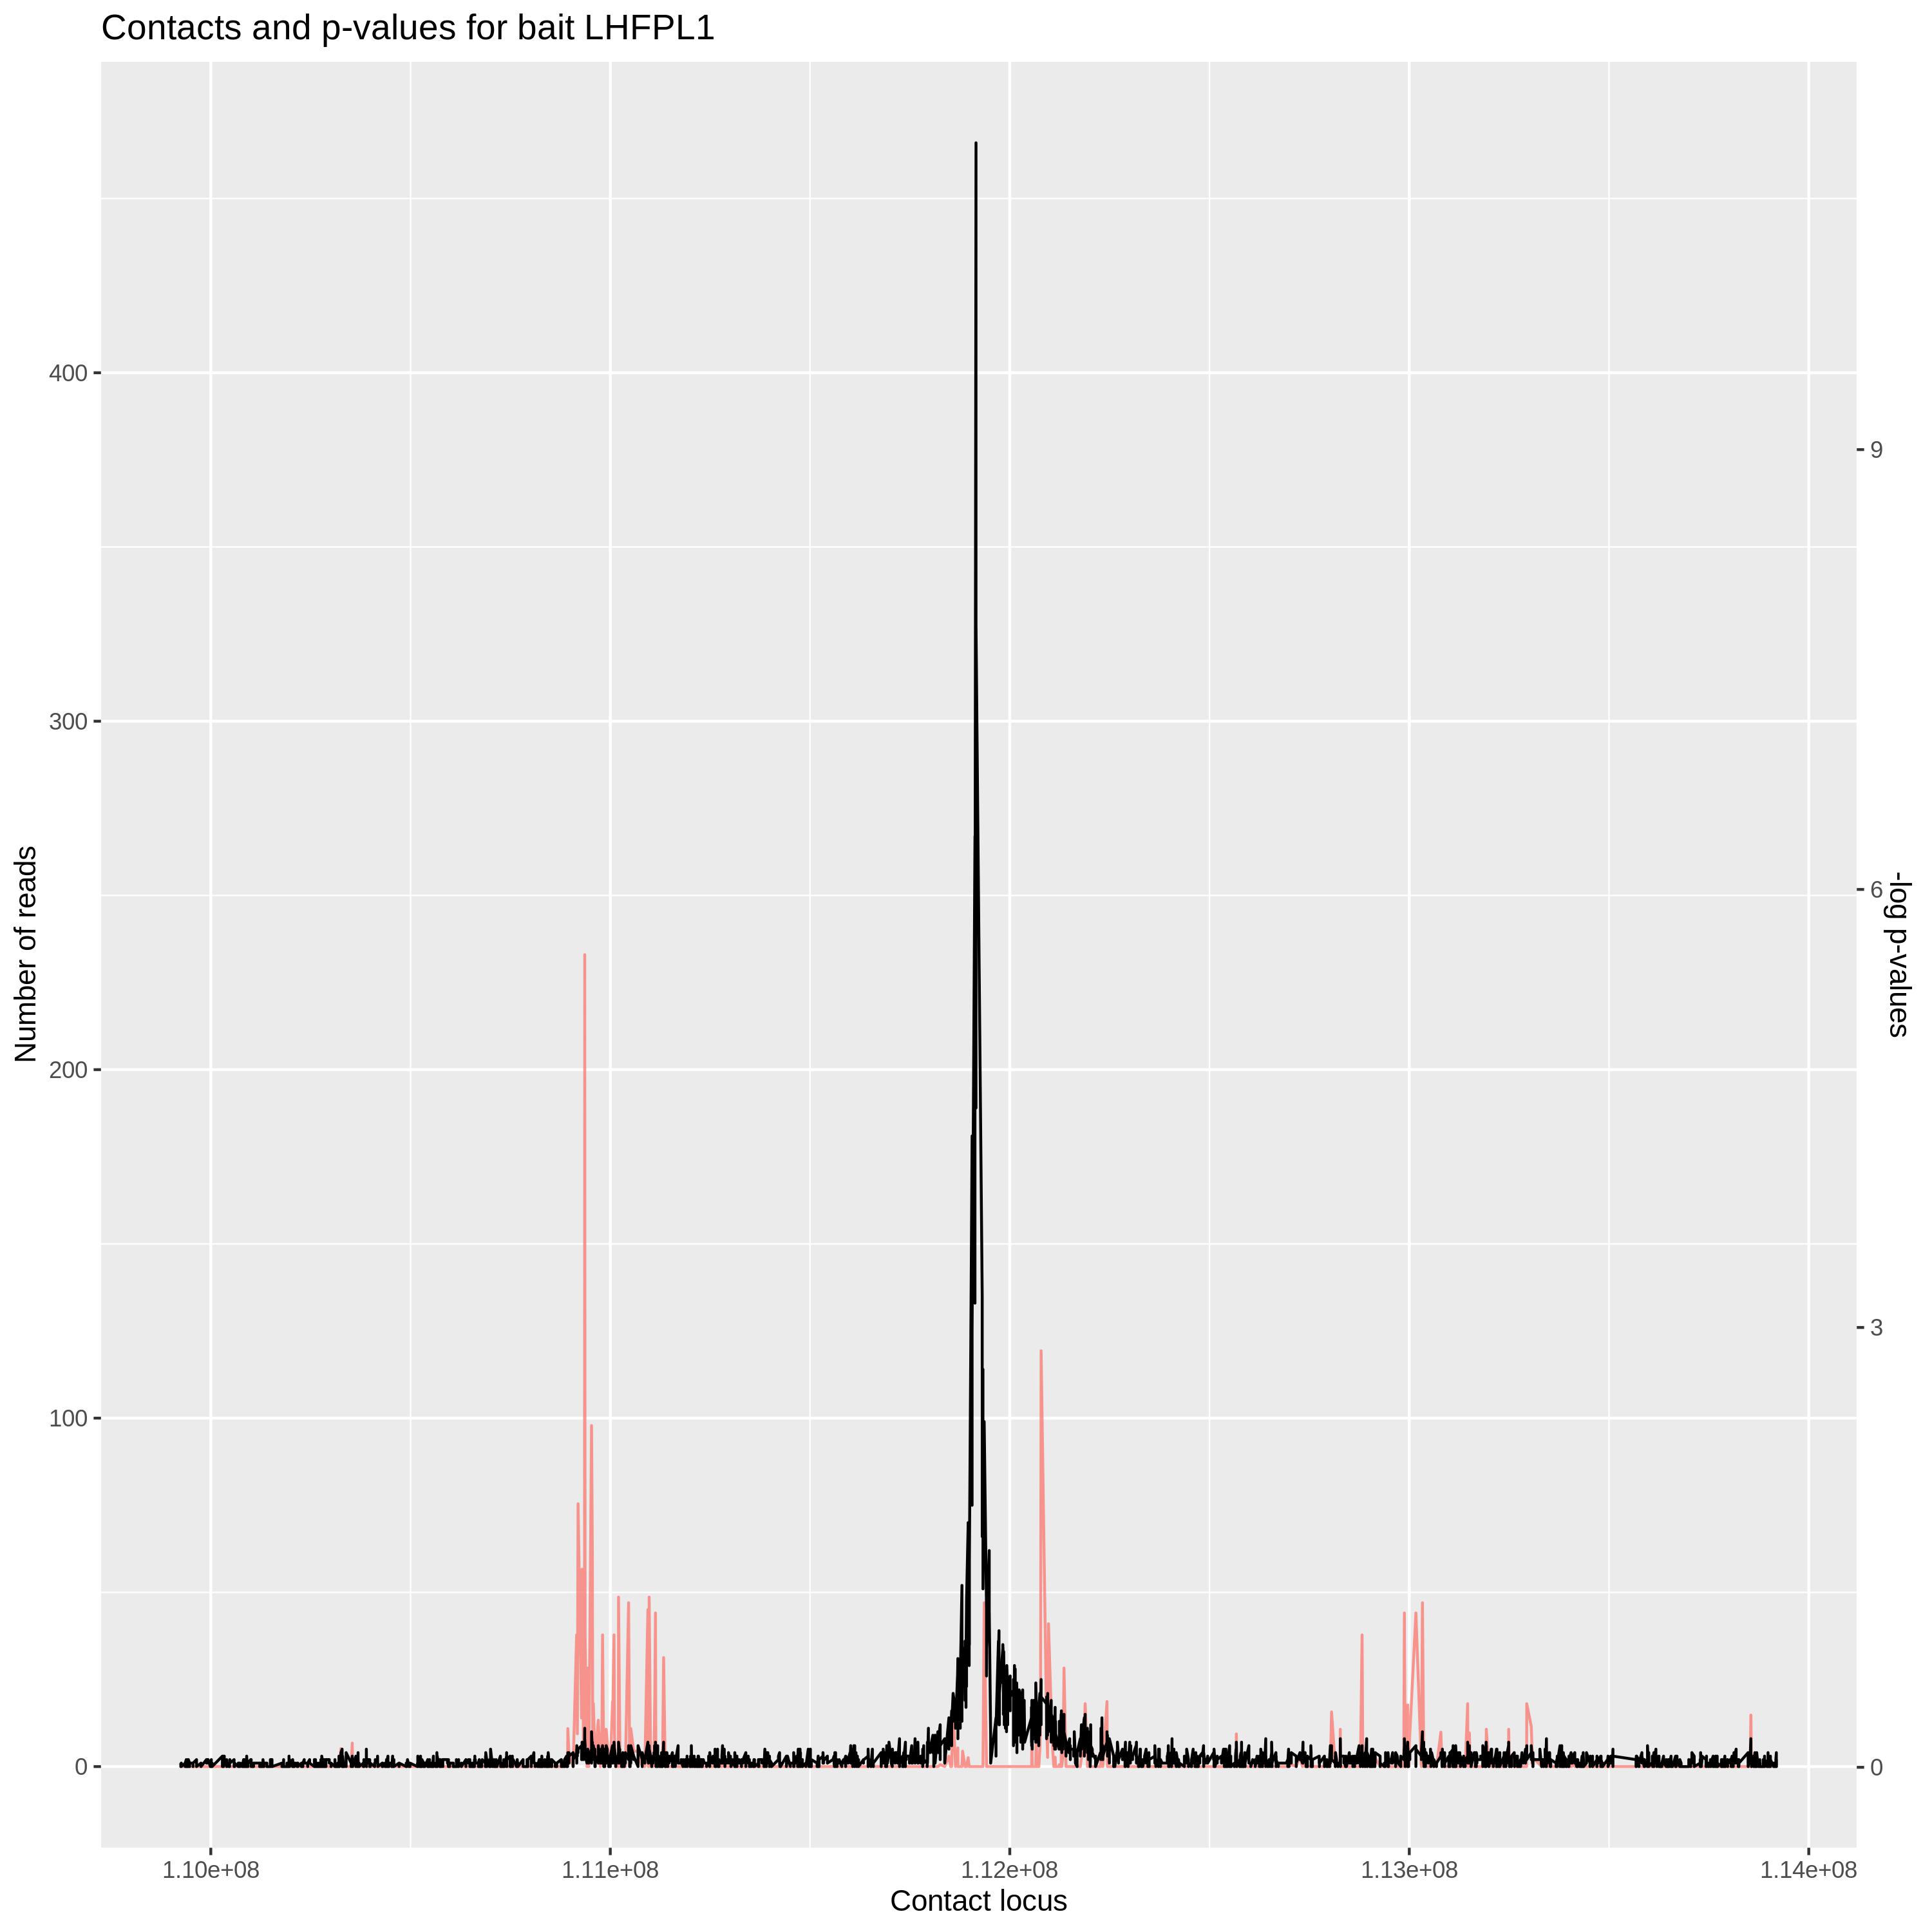 Contacts and p-values for bait LHFPL1
Number of reads
400
300
200
100
0
9
6
3
0
-log p-values
1.10e+08
1.11e+08
1.12e+08
1.13e+08
1.14e+08
Contact locus